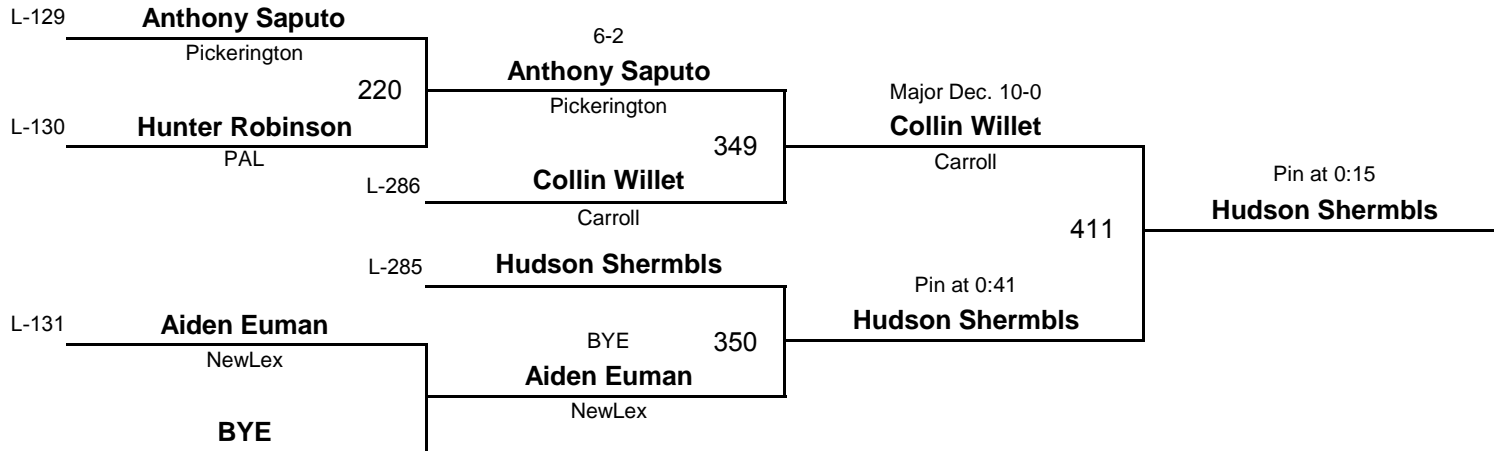 L-129 Anthony Saputo
Pickerington
6-2
Anthony Saputo
220
Pickerington
Major Dec. 10-0
L-130 Hunter Robinson
Collin Willet
PAL
349
Carroll
L-286 Collin Willet
Pin at 0:15
Carroll
Hudson Shermbls
411
L-285 Hudson Shermbls
Pin at 0:41
L-131 Aiden Euman
Hudson Shermbls
BYE 350
NewLex
Aiden Euman
NewLex
BYE